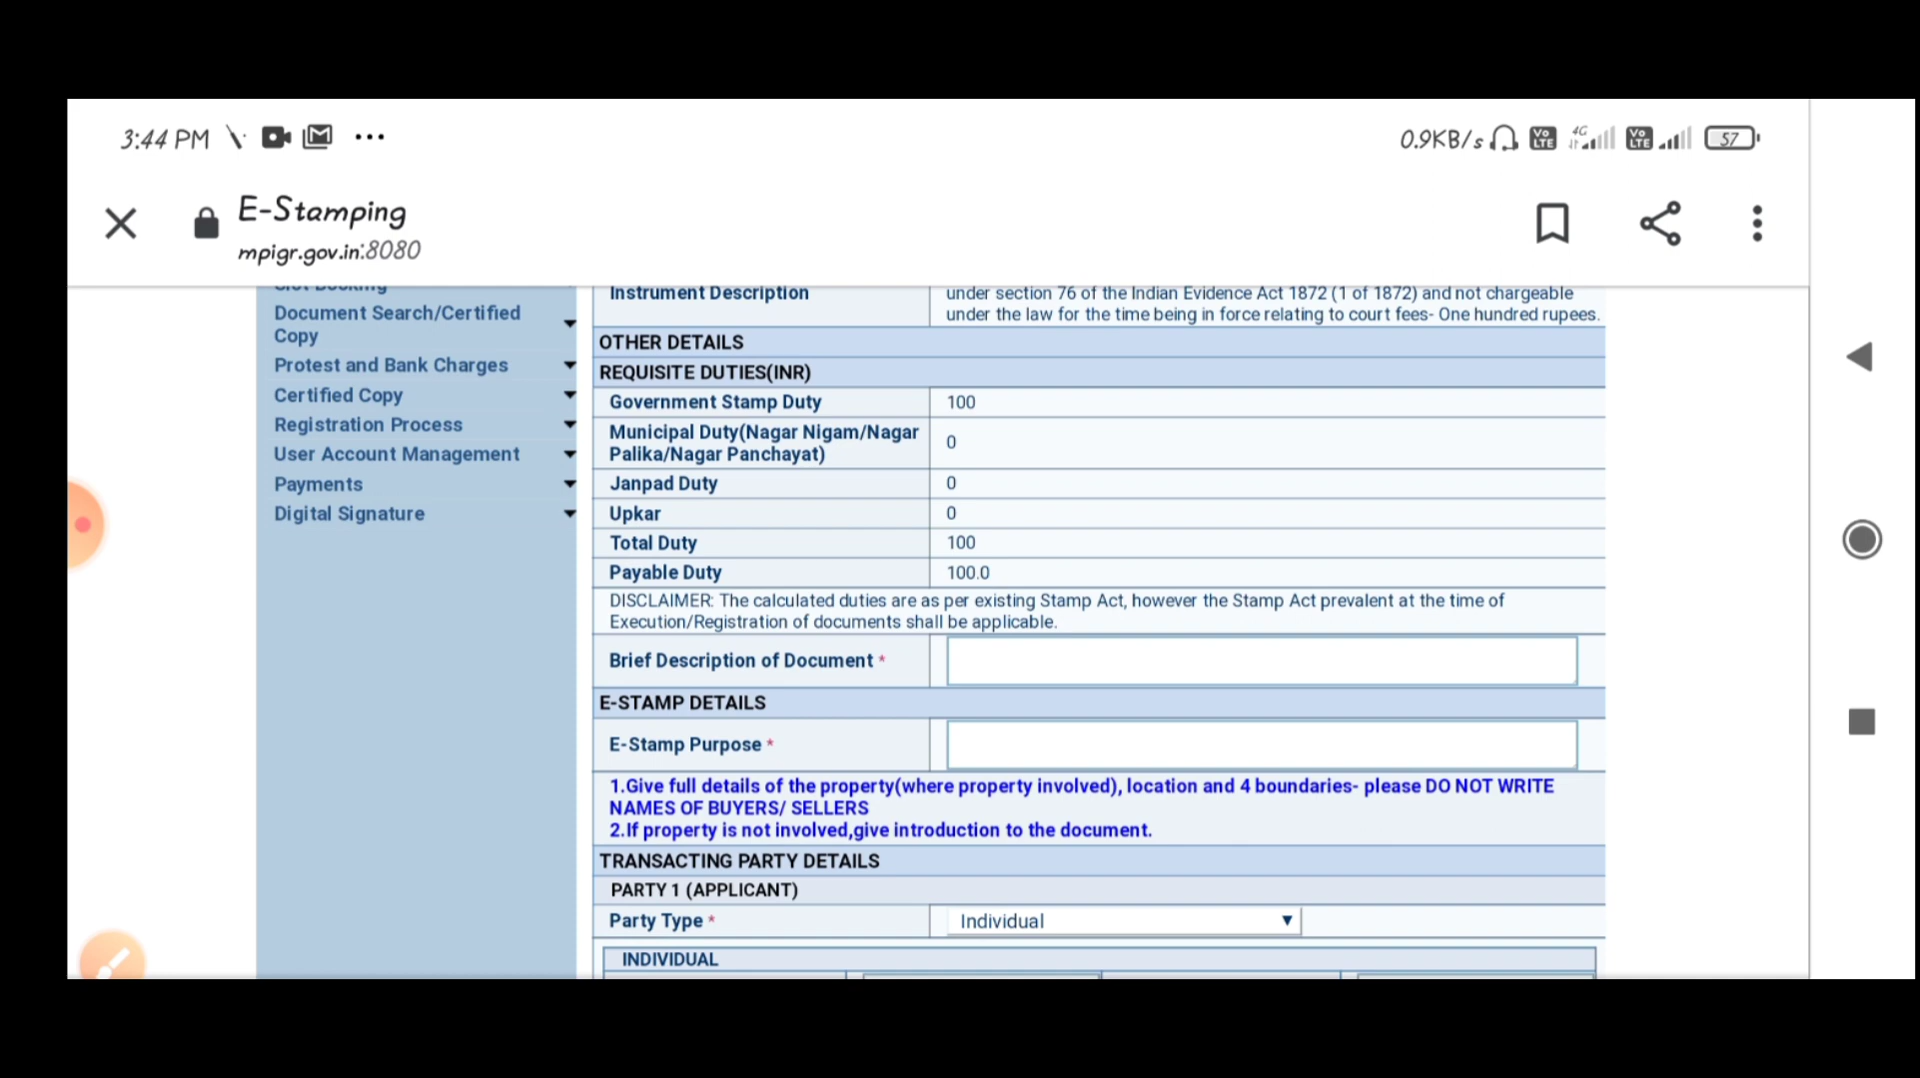 3:44 PM
0.9KB/s
Vo LTE
4G
Vo LTE
57
E-Stamping
mpigr.gov.in:8080
Slot Booking
Document Search/Certified
Copy
Protest and Bank Charges
Certified Copy
Registration Process
User Account Management
Payments
Digital Signature
Instrument Description
under section 76 of the Indian Evidence Act 1872 (1 of 1872) and not chargeable
under the law for the time being in force relating to court fees- One hundred rupees.
OTHER DETAILS
REQUISITE DUTIES(INR)
Government Stamp Duty 100
Municipal Duty(Nagar Nigam/Nagar
Palika/Nagar Panchayat) 0
Janpad Duty 0
Upkar 0
Total Duty 100
Payable Duty 100.0
DISCLAIMER: The calculated duties are as per existing Stamp Act, however the Stamp Act prevalent at the time of
Execution/Registration of documents shall be applicable.
Brief Description of Document *
E-STAMP DETAILS
E-Stamp Purpose *
1.Give full details of the property(where property involved), location and 4 boundaries- please DO NOT WRITE
NAMES OF BUYERS/ SELLERS
2.If property is not involved,give introduction to the document.
TRANSACTING PARTY DETAILS
PARTY 1 (APPLICANT)
Party Type * Individual
INDIVIDUAL